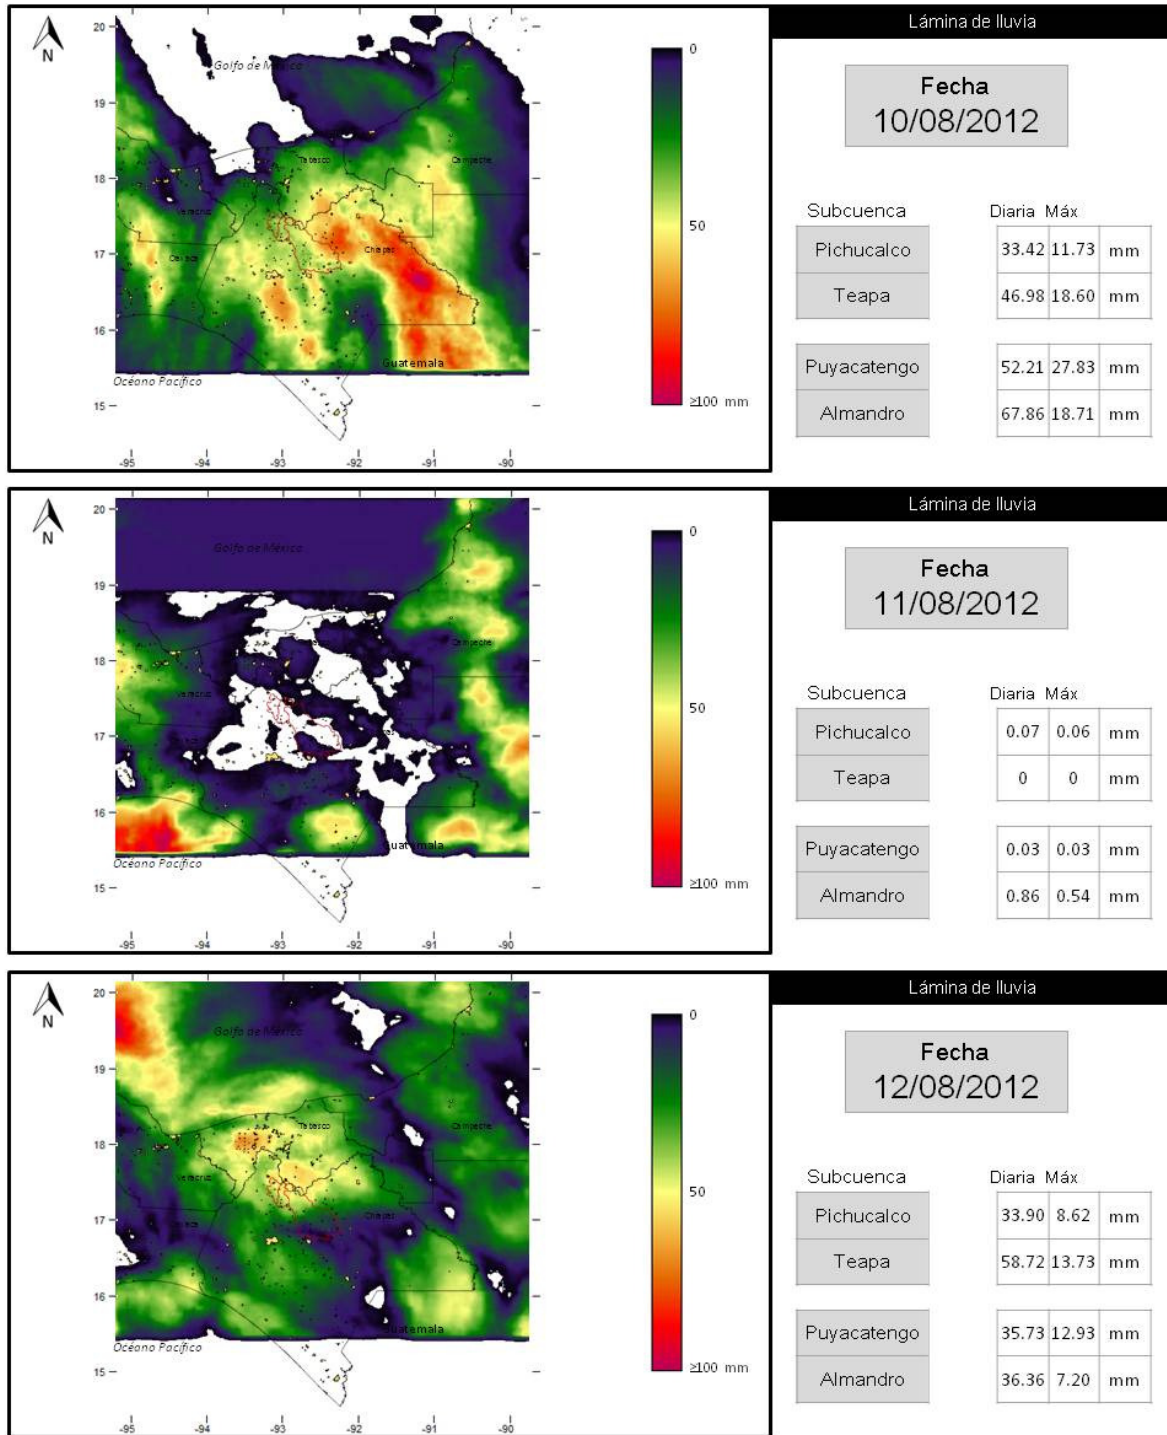 Lámina de lluvia
Fecha
10/08/2012
Subcuenca Diaria Máx
Pichucalco 33.42 11.73 mm
Teapa 46.98 18.60 mm
Puyacatengo 52.21 27.83 mm
Almandro 67.86 18.71 mm
N
20
19
18
17
16
15
-95 -94 -93 -92 -91 -90
Golfo de México
Tabasco
Campeche
Veracruz
Oaxaca
Chiapas
Guatemala
Océano Pacífico
0
50
≥100 mm
Lámina de lluvia
Fecha
11/08/2012
Subcuenca Diaria Máx
Pichucalco 0.07 0.06 mm
Teapa 0 0 mm
Puyacatengo 0.03 0.03 mm
Almandro 0.86 0.54 mm
N
20
19
18
17
16
15
-95 -94 -93 -92 -91 -90
Golfo de México
Campeche
Veracruz
Guatemala
Océano Pacífico
0
50
≥100 mm
Lámina de lluvia
Fecha
12/08/2012
Subcuenca Diaria Máx
Pichucalco 33.90 8.62 mm
Teapa 58.72 13.73 mm
Puyacatengo 35.73 12.93 mm
Almandro 36.36 7.20 mm
N
20
19
18
17
16
15
-95 -94 -93 -92 -91 -90
Golfo de México
Tabasco
Campeche
Veracruz
Chiapas
Guatemala
Océano Pacífico
0
50
≥100 mm